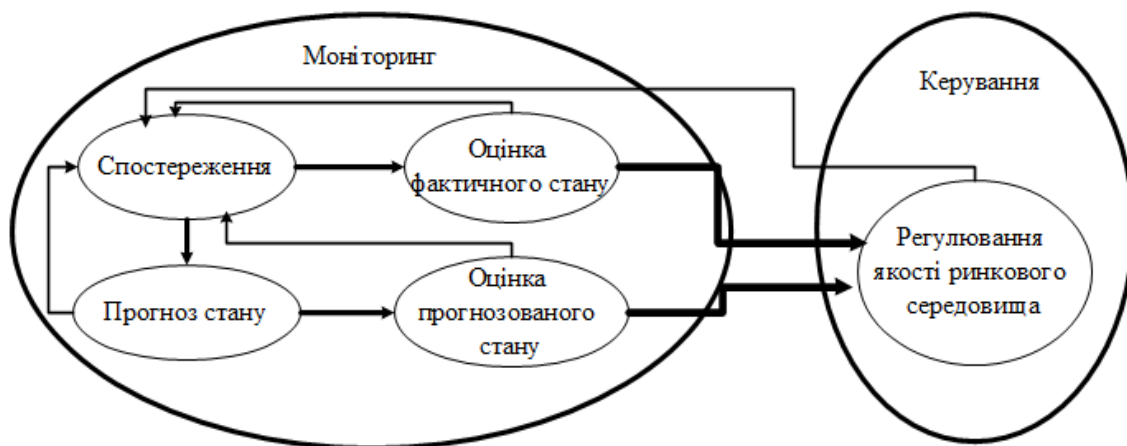 Моніторинг
Керування
Спостереження
Оцінка
фактичного стану
Прогноз стану
Оцінка
прогнозованого
стану
Регулювання
якості ринкового
середовища